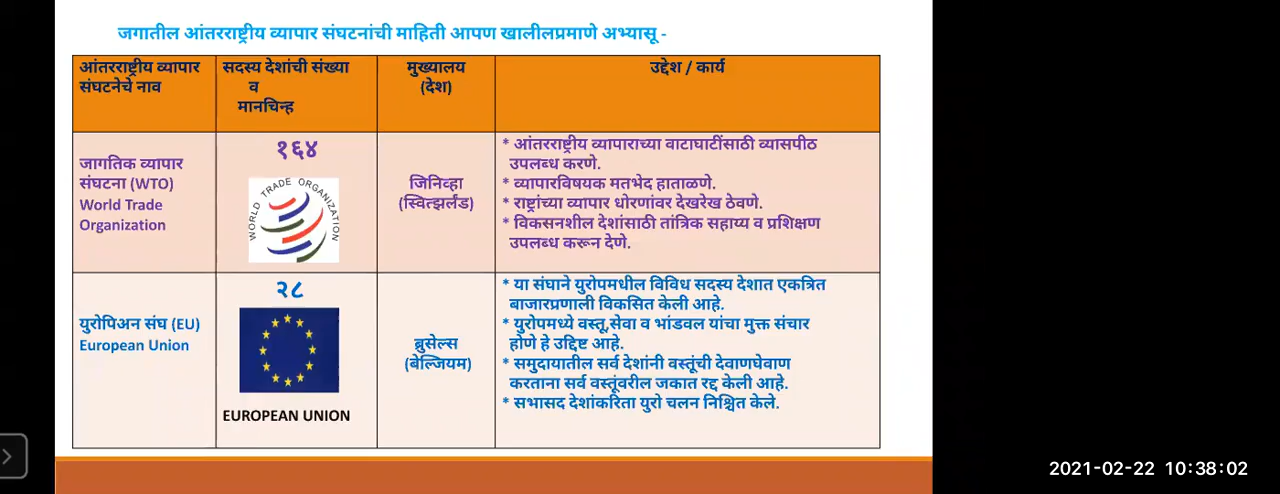 जगातील आंतरराष्ट्रीय व्यापार संघटनांची माहिती आपण खालीलप्रमाणे अभ्यासू -
आंतरराष्ट्रीय व्यापार
संघटनेचे नाव
सदस्य देशांची संख्या
व
मानचिन्ह
मुख्यालय
(देश)
उद्देश / कार्य
जागतिक व्यापार
संघटना (WTO)
World Trade
Organization
१६४
WORLD TRADE ORGANIZATION
जिनिव्हा
(स्वित्झर्लंड)
* आंतरराष्ट्रीय व्यापाराच्या वाटाघाटींसाठी व्यासपीठ
उपलब्ध करणे.
* व्यापारविषयक मतभेद हाताळणे.
* राष्ट्रांच्या व्यापार धोरणांवर देखरेख ठेवणे.
* विकसनशील देशांसाठी तांत्रिक सहाय्य व प्रशिक्षण
उपलब्ध करून देणे.
युरोपिअन संघ (EU)
European Union
२८
EUROPEAN UNION
ब्रुसेल्स
(बेल्जियम)
* या संघाने युरोपमधील विविध सदस्य देशात एकत्रित
बाजारप्रणाली विकसित केली आहे.
* युरोपमध्ये वस्तू,सेवा व भांडवल यांचा मुक्त संचार
होणे हे उद्दिष्ट आहे.
* समुदायातील सर्व देशांनी वस्तूंची देवाणघेवाण
करताना सर्व वस्तूंवरील जकात रद्द केली आहे.
* सभासद देशांकरिता युरो चलन निश्चित केले.
2021-02-22 10:38:02